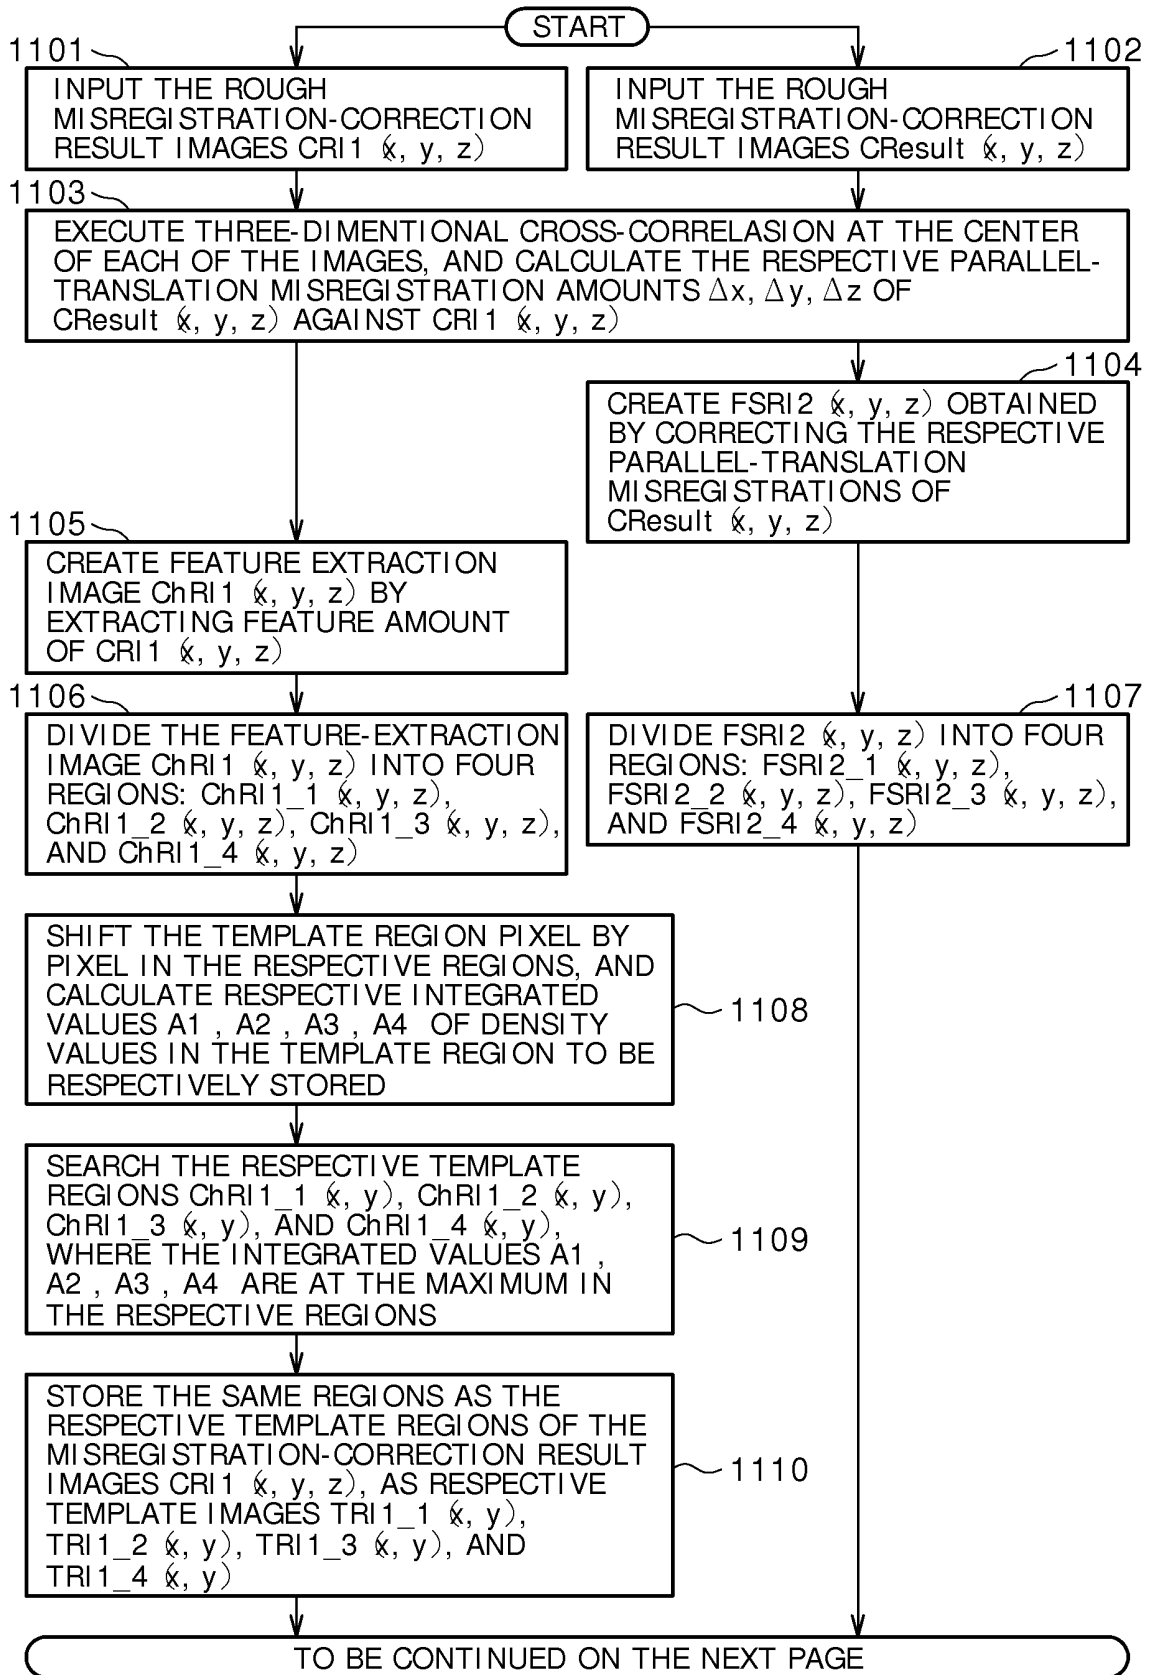 START
1101
1102
INPUT THE ROUGH
MISREGISTRATION-CORRECTION
RESULT IMAGES CRI1 (x, y, z)
INPUT THE ROUGH
MISREGISTRATION-CORRECTION
RESULT IMAGES CResult (x, y, z)
1103
EXECUTE THREE-DIMENTIONAL CROSS-CORRELASION AT THE CENTER
OF EACH OF THE IMAGES, AND CALCULATE THE RESPECTIVE PARALLEL-
TRANSLATION MISREGISTRATION AMOUNTS Δx, Δy, Δz OF
CResult (x, y, z) AGAINST CRI1 (x, y, z)
1104
CREATE FSRI2 (x, y, z) OBTAINED
BY CORRECTING THE RESPECTIVE
PARALLEL-TRANSLATION
MISREGISTRATIONS OF
CResult (x, y, z)
1105
CREATE FEATURE EXTRACTION
IMAGE ChRI1 (x, y, z) BY
EXTRACTING FEATURE AMOUNT
OF CRI1 (x, y, z)
1106
DIVIDE THE FEATURE-EXTRACTION
IMAGE ChRI1 (x, y, z) INTO FOUR
REGIONS: ChRI1_1 (x, y, z),
ChRI1_2 (x, y, z), ChRI1_3 (x, y, z),
AND ChRI1_4 (x, y, z)
1107
DIVIDE FSRI2 (x, y, z) INTO FOUR
REGIONS: FSRI2_1 (x, y, z),
FSRI2_2 (x, y, z), FSRI2_3 (x, y, z),
AND FSRI2_4 (x, y, z)
SHIFT THE TEMPLATE REGION PIXEL BY
PIXEL IN THE RESPECTIVE REGIONS, AND
CALCULATE RESPECTIVE INTEGRATED
VALUES A1 , A2 , A3 , A4 OF DENSITY
VALUES IN THE TEMPLATE REGION TO BE
RESPECTIVELY STORED
1108
SEARCH THE RESPECTIVE TEMPLATE
REGIONS ChRI1_1 (x, y), ChRI1_2 (x, y),
ChRI1_3 (x, y), AND ChRI1_4 (x, y),
WHERE THE INTEGRATED VALUES A1 ,
A2 , A3 , A4 ARE AT THE MAXIMUM IN
THE RESPECTIVE REGIONS
1109
STORE THE SAME REGIONS AS THE
RESPECTIVE TEMPLATE REGIONS OF THE
MISREGISTRATION-CORRECTION RESULT
IMAGES CRI1 (x, y, z), AS RESPECTIVE
TEMPLATE IMAGES TRI1_1 (x, y),
TRI1_2 (x, y), TRI1_3 (x, y), AND
TRI1_4 (x, y)
1110
TO BE CONTINUED ON THE NEXT PAGE